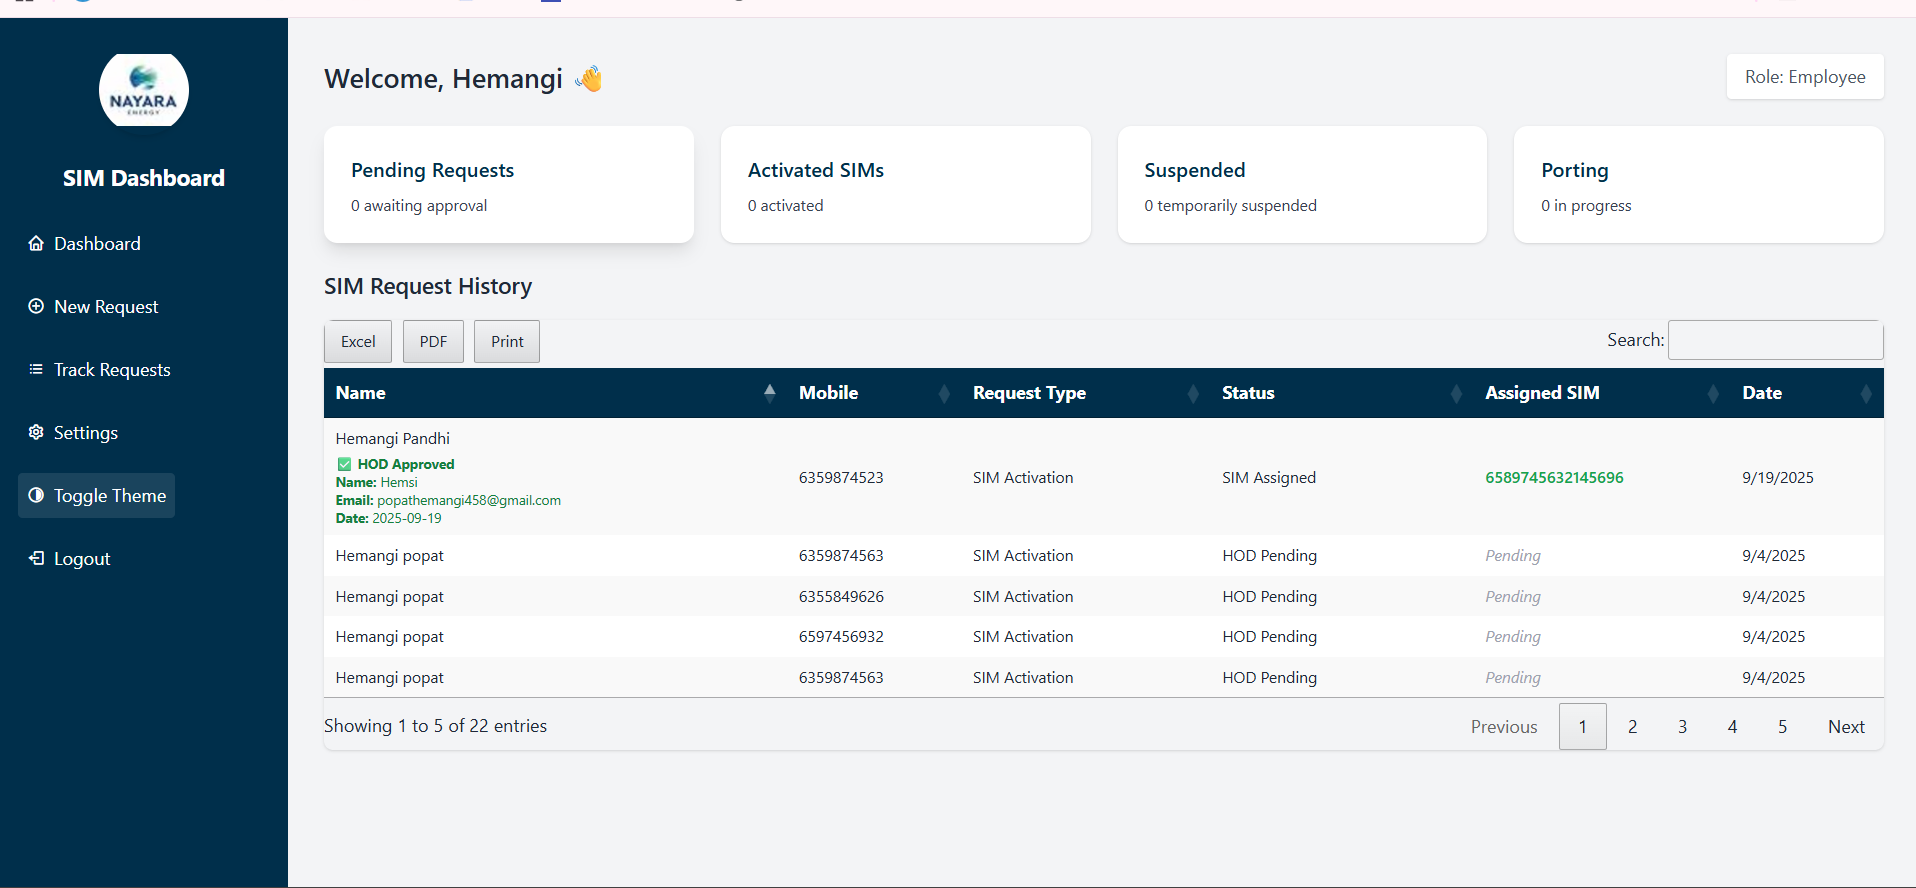 NAYARA
ENERGY
SIM Dashboard
Dashboard
New Request
Track Requests
Settings
Toggle Theme
Logout
Welcome, Hemangi 👋
Role: Employee
Pending Requests
0 awaiting approval
Activated SIMs
0 activated
Suspended
0 temporarily suspended
Porting
0 in progress
SIM Request History
Excel PDF Print Search:
Name Mobile Request Type Status Assigned SIM Date
Hemangi Pandhi
✅ HOD Approved
Name: Hemsi
Email: popathemangi458@gmail.com
Date: 2025-09-19
6359874523 SIM Activation SIM Assigned 6589745632145696 9/19/2025
Hemangi popat 6359874563 SIM Activation HOD Pending Pending 9/4/2025
Hemangi popat 6355849626 SIM Activation HOD Pending Pending 9/4/2025
Hemangi popat 6597456932 SIM Activation HOD Pending Pending 9/4/2025
Hemangi popat 6359874563 SIM Activation HOD Pending Pending 9/4/2025
Showing 1 to 5 of 22 entries Previous 1 2 3 4 5 Next